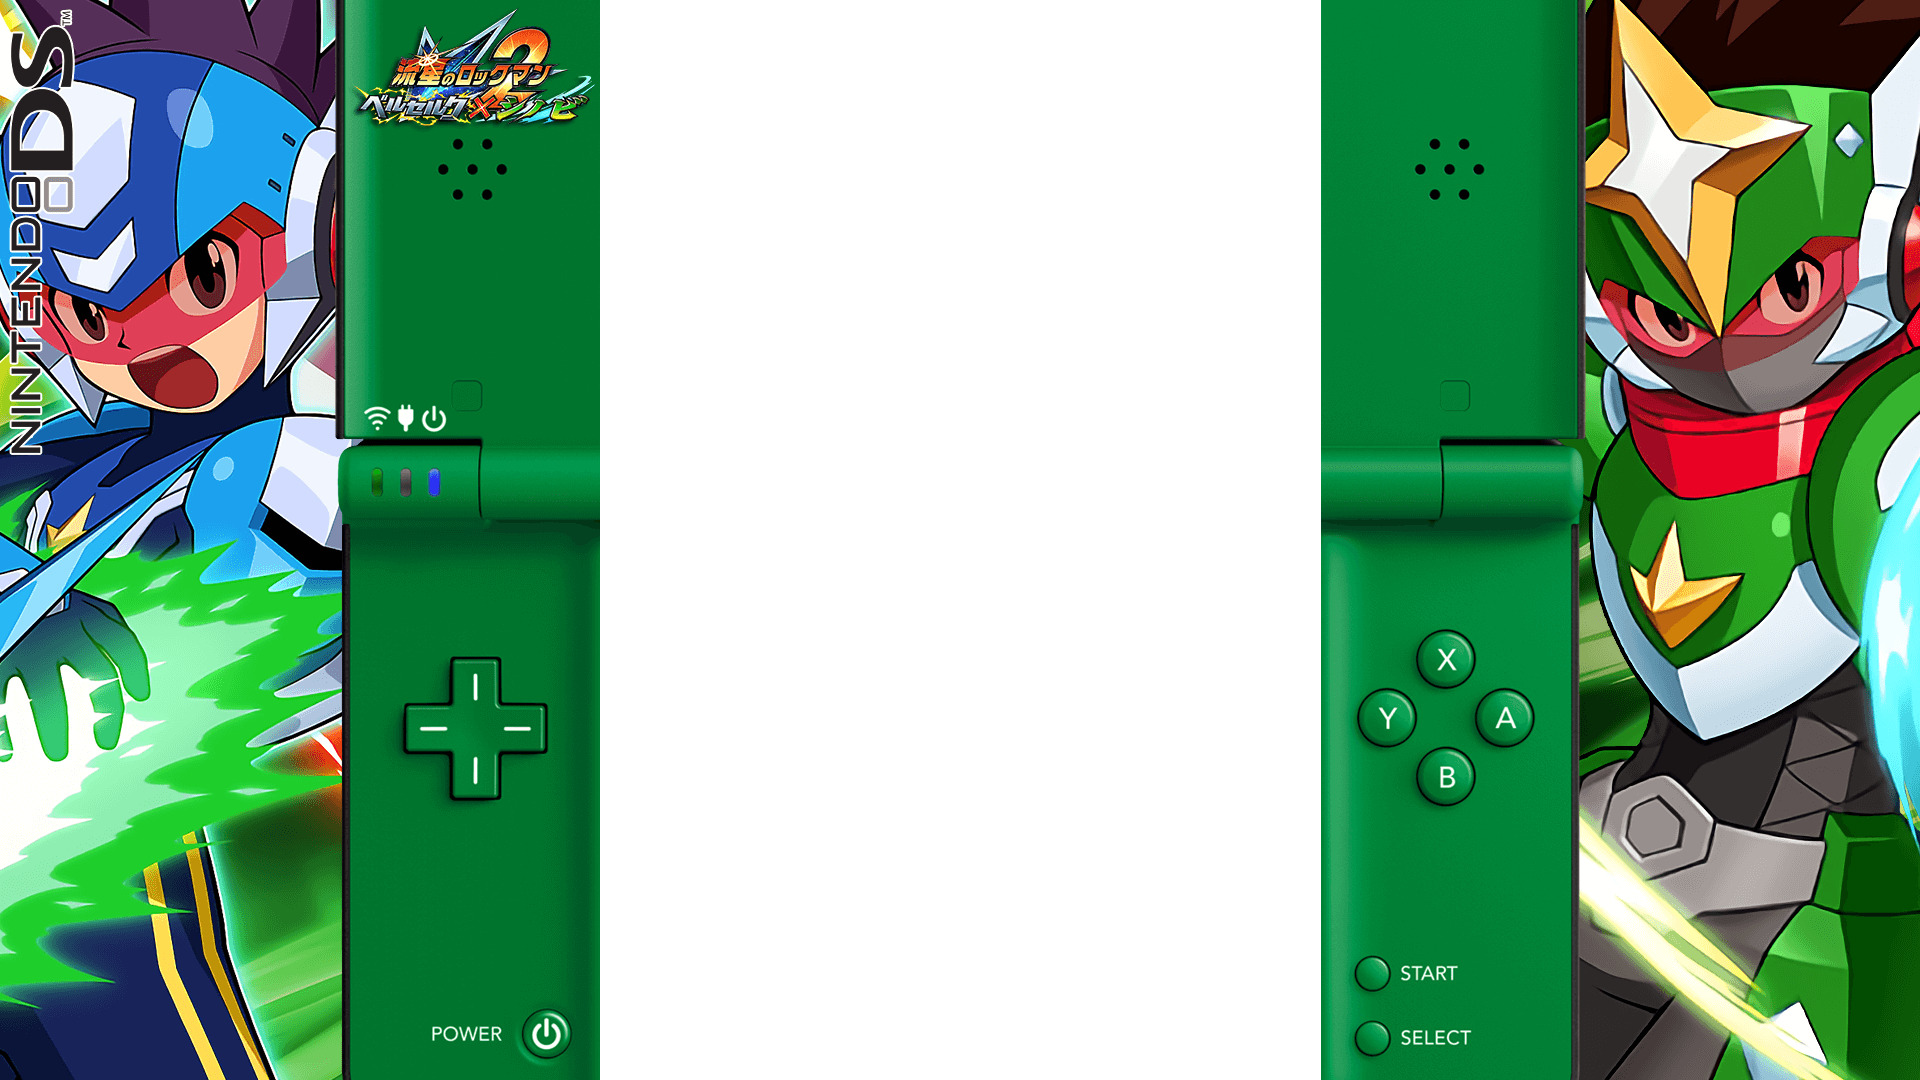 NINTENDO DS™
流星のロックマン2
ベルセルク×シノビ
X
Y
A
B
START
SELECT
POWER